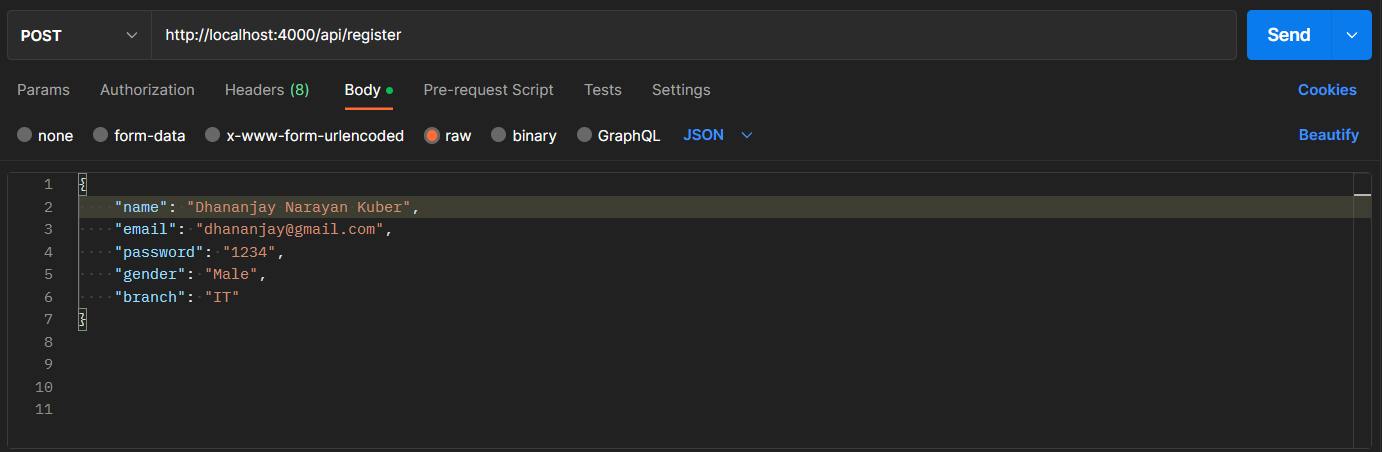 POST http://localhost:4000/api/register Send
Params Authorization Headers (8) Body Pre-request Script Tests Settings Cookies
none form-data x-www-form-urlencoded raw binary GraphQL JSON Beautify
1 {
2 "name": "Dhananjay Narayan Kuber",
3 "email": "dhananjay@gmail.com",
4 "password": "1234",
5 "gender": "Male",
6 "branch": "IT"
7 }
8
9
10
11